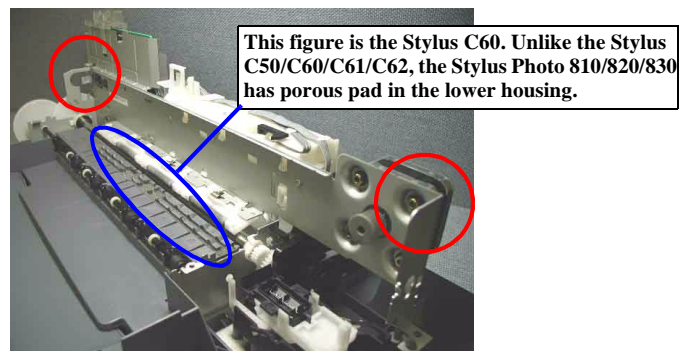 This figure is the Stylus C60. Unlike the Stylus
C50/C60/C61/C62, the Stylus Photo 810/820/830
has porous pad in the lower housing.